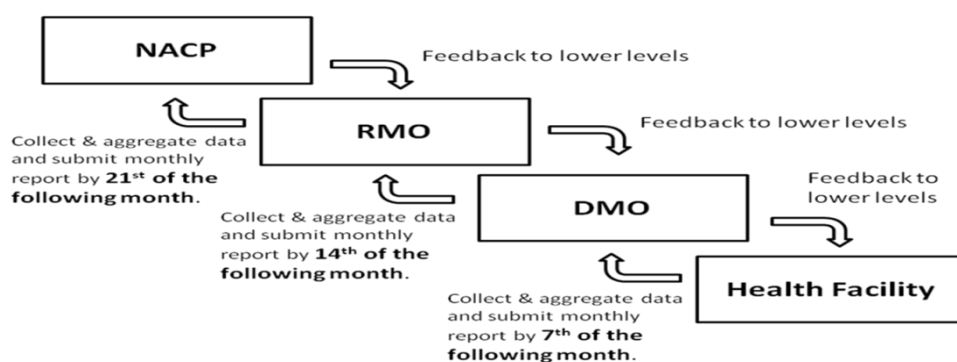 NACP
Feedback to lower levels
RMO
Feedback to lower levels
Collect & aggregate data
and submit monthly
report by 21st of the
following month.
DMO
Feedback to
lower levels
Collect & aggregate data
and submit monthly
report by 14th of the
following month.
Health Facility
Collect & aggregate data
and submit monthly
report by 7th of the
following month.